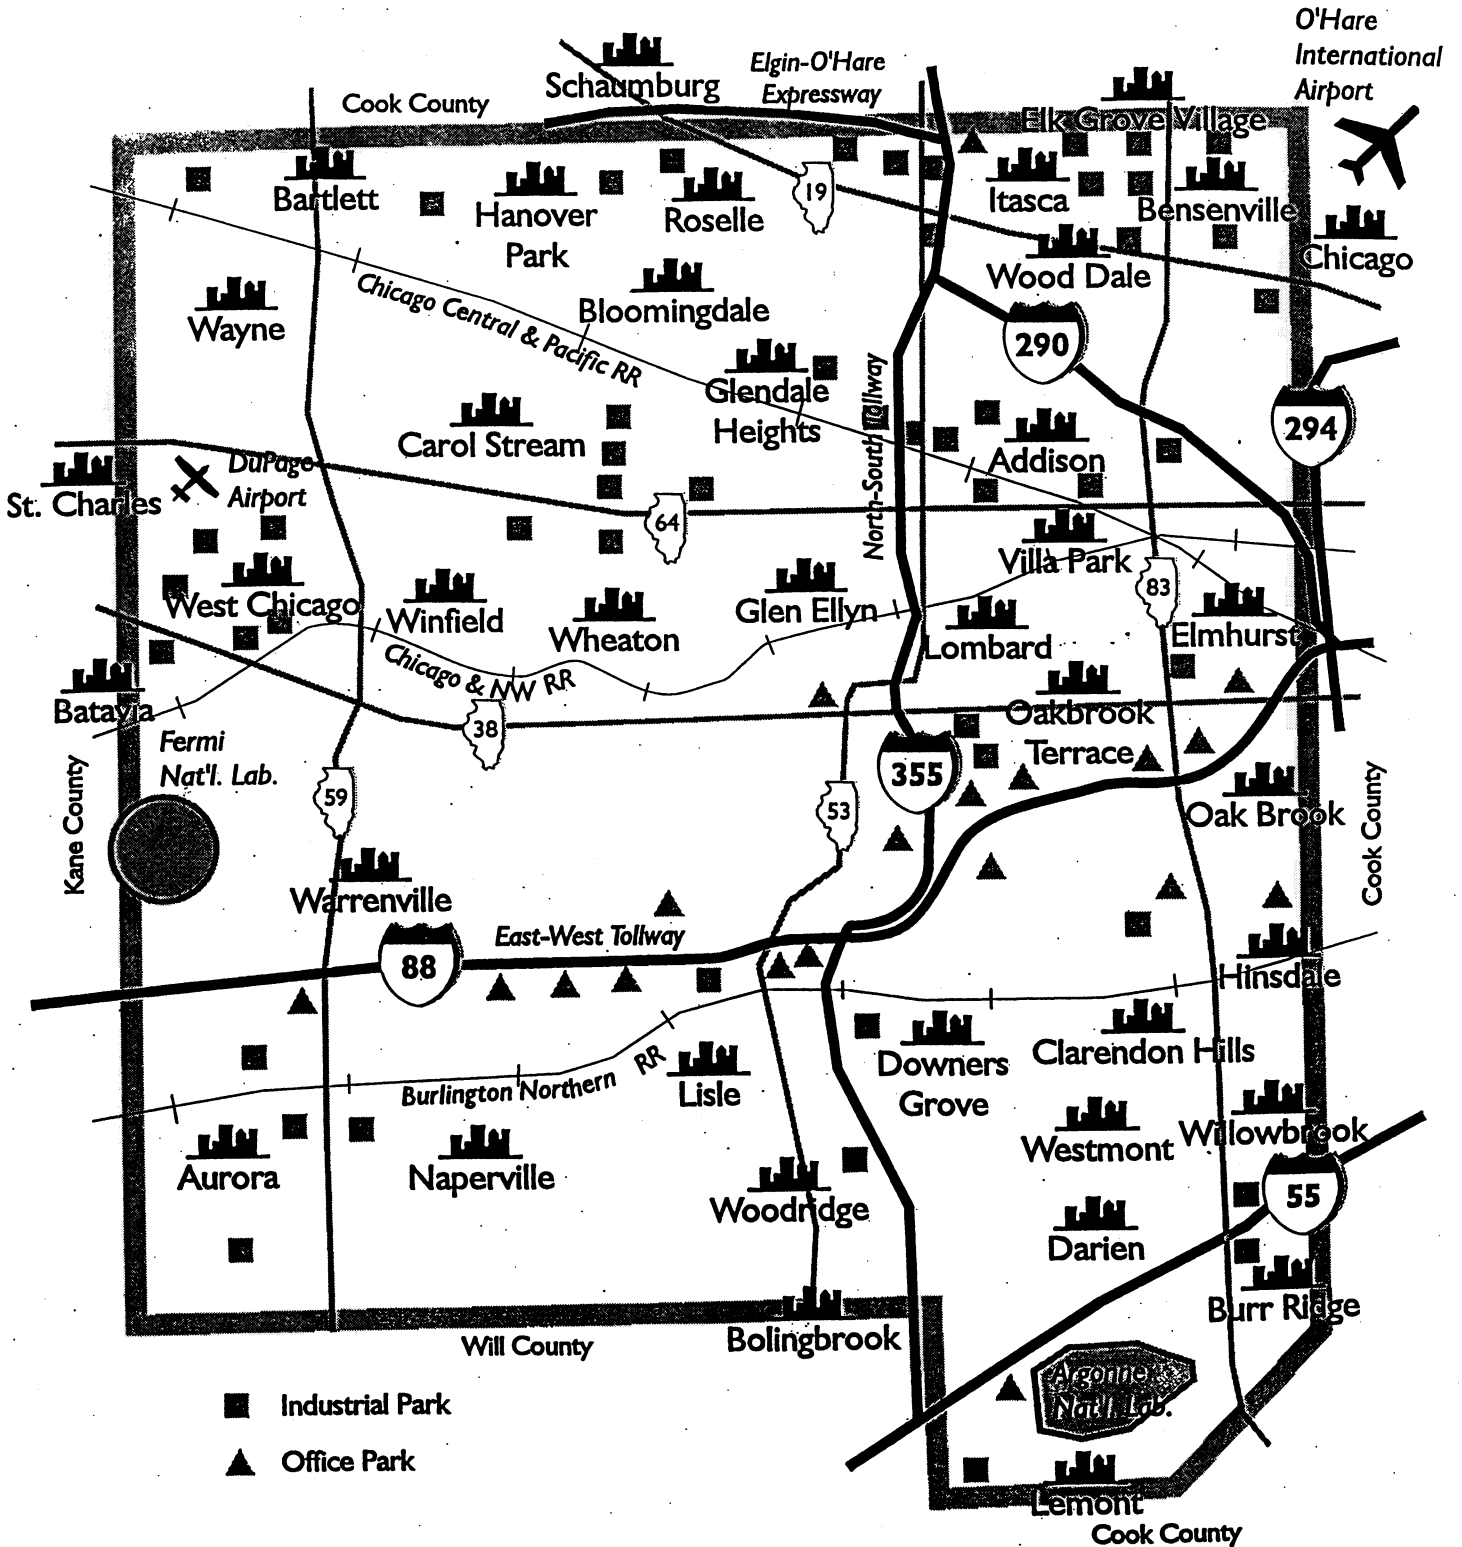 O'Hare
International
Airport
Schaumburg
Elgin-O'Hare
Expressway
Cook County
Elk Grove Village
Bartlett
Hanover
Park
Roselle
19
Itasca
Bensenville
Chicago
Wood Dale
Wayne
Bloomingdale
Chicago Central & Pacific RR
290
Glendale
Heights
North-South Tollway
294
Carol Stream
Addison
St. Charles
DuPage
Airport
64
Villa Park
83
West Chicago
Winfield
Wheaton
Glen Ellyn
Lombard
Elmhurst
Chicago & NW RR
Batavia
38
Oakbrook
Terrace
Fermi
Nat'l. Lab.
355
59
53
Oak Brook
Kane County
Cook County
Warrenville
East-West Tollway
88
Hinsdale
Downers
Grove
Clarendon Hills
Burlington Northern RR
Lisle
Westmont
Willowbrook
Aurora
Naperville
Woodridge
55
Darien
Burr Ridge
Bolingbrook
Will County
Argonne
Nat'l. Lab.
Industrial Park
Office Park
Lemont
Cook County